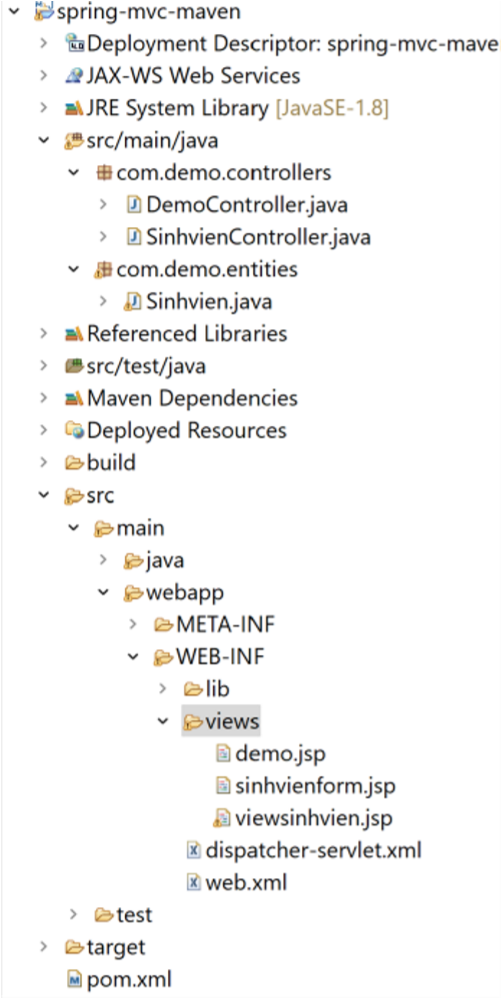 spring-mvc-maven
Deployment Descriptor: spring-mvc-mave
JAX-WS Web Services
JRE System Library [JavaSE-1.8]
src/main/java
com.demo.controllers
DemoController.java
SinhvienController.java
com.demo.entities
Sinhvien.java
Referenced Libraries
src/test/java
Maven Dependencies
Deployed Resources
build
src
main
java
webapp
META-INF
WEB-INF
lib
views
demo.jsp
sinhvienform.jsp
viewsinhvien.jsp
dispatcher-servlet.xml
web.xml
test
target
pom.xml